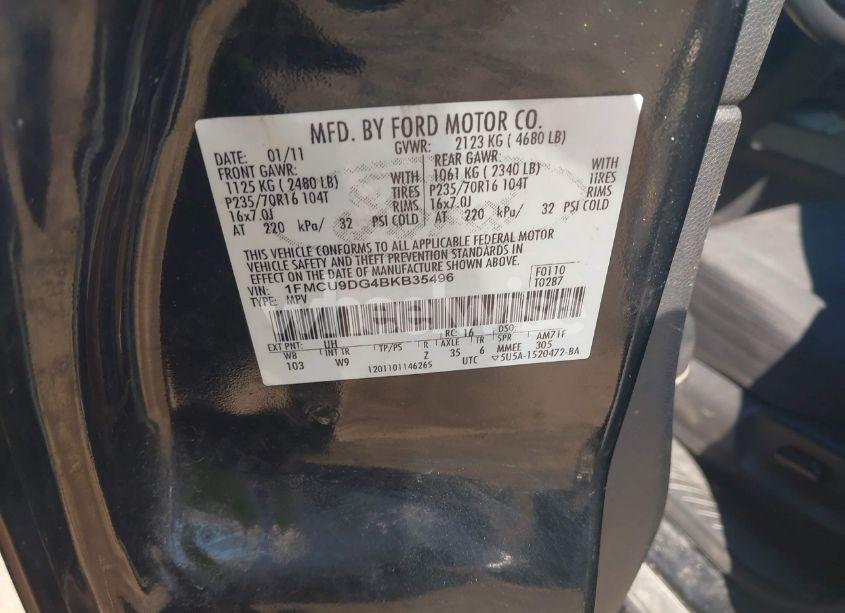 MFD. BY FORD MOTOR CO.
DATE: 01/11 GVWR: 2123 KG ( 4680 LB)
FRONT GAWR: REAR GAWR:
1125 KG ( 2480 LB) WITH 1061 KG ( 2340 LB) WITH
P235/70R16 104T TIRES P235/70R16 104T TIRES
16x7.0J RIMS 16x7.0J RIMS
AT 220 kPa/ 32 PSI COLD AT 220 kPa/ 32 PSI COLD
THIS VEHICLE CONFORMS TO ALL APPLICABLE FEDERAL MOTOR
VEHICLE SAFETY AND THEFT PREVENTION STANDARDS IN
EFFECT ON THE DATE OF MANUFACTURE SHOWN ABOVE.
VIN: 1FMCU9DG4BKB35496 F0110
TYPE: MPV T0287
EXT PNT: UH RC: 16 DSO:
W8 INT TR TP/PS R AXLE TR SPR AM71F
103 W9 Z 35 6 MMEE 305
1201101146265 UTC ▽5U5A-1520472-BA